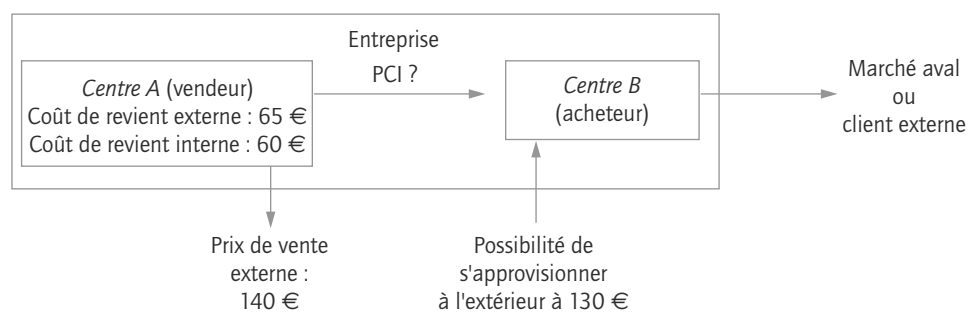 Entreprise
PCI ?
Centre A (vendeur)
Coût de revient externe : 65 €
Coût de revient interne : 60 €
Centre B
(acheteur)
Marché aval
ou
client externe
Prix de vente
externe :
140 €
Possibilité de
s'approvisionner
à l'extérieur à 130 €